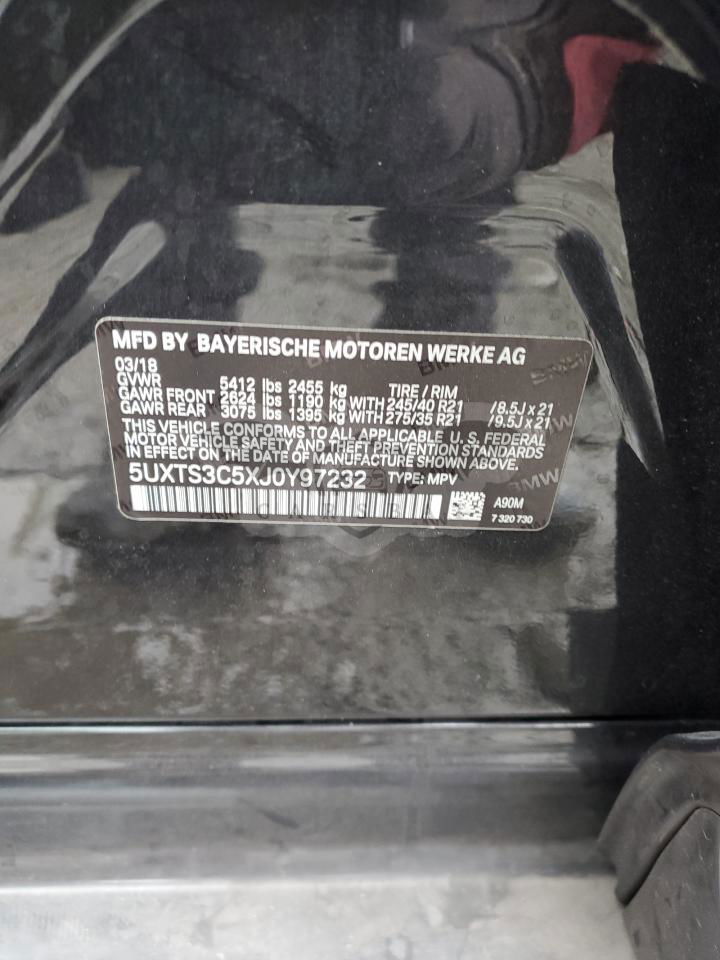 MFD BY BAYERISCHE MOTOREN WERKE AG
03/18
GVWR 5412 lbs 2455 kg TIRE / RIM
GAWR FRONT 2624 lbs 1190 kg WITH 245/40 R21 /8.5J x 21
GAWR REAR 3075 lbs 1395 kg WITH 275/35 R21 /9.5J x 21
THIS VEHICLE CONFORMS TO ALL APPLICABLE U. S. FEDERAL
MOTOR VEHICLE SAFETY AND THEFT PREVENTION STANDARDS
IN EFFECT ON THE DATE OF MANUFACTURE SHOWN ABOVE.
5UXTS3C5XJ0Y97232 TYPE: MPV
A90M
7 320 730